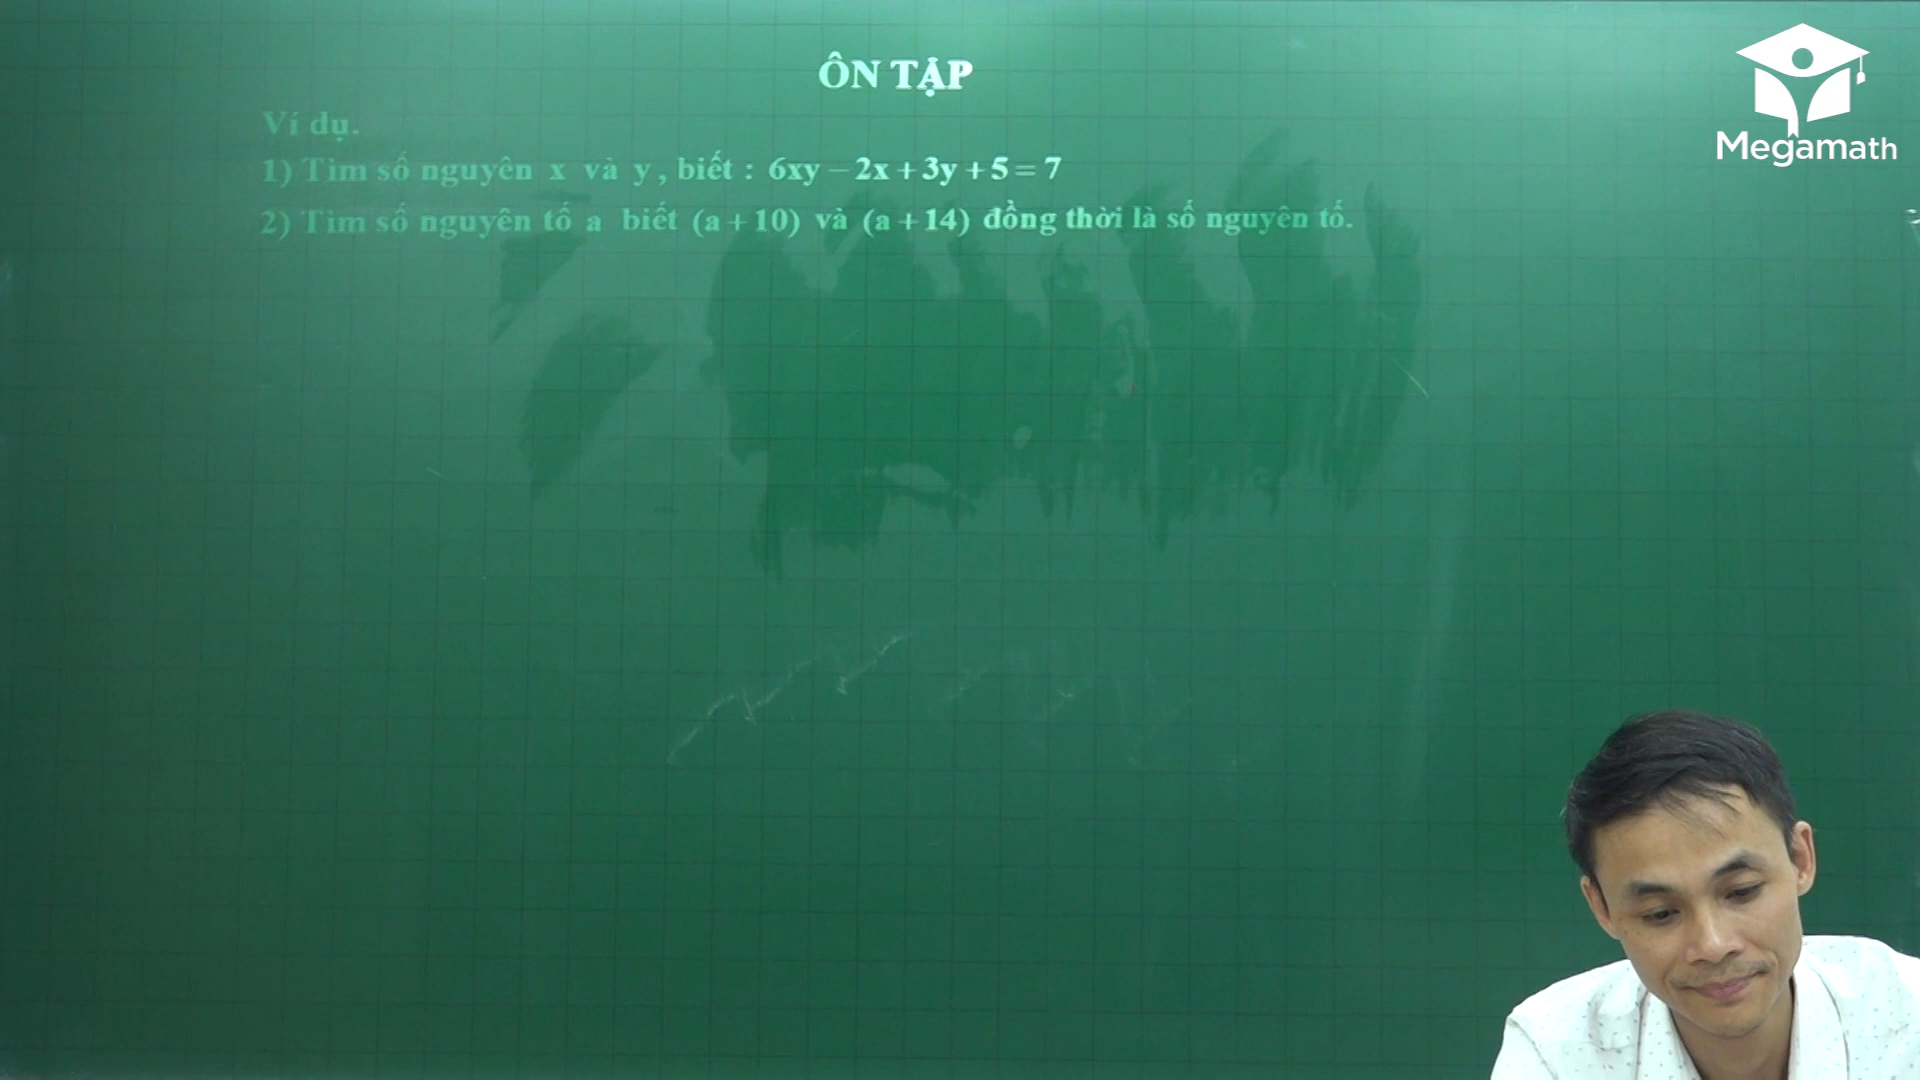 ÔN TẬP
Megamath
Ví dụ.
1) Tìm số nguyên x và y, biết : 6xy – 2x + 3y + 5 = 7
2) Tìm số nguyên tố a biết (a + 10) và (a + 14) đồng thời là số nguyên tố.